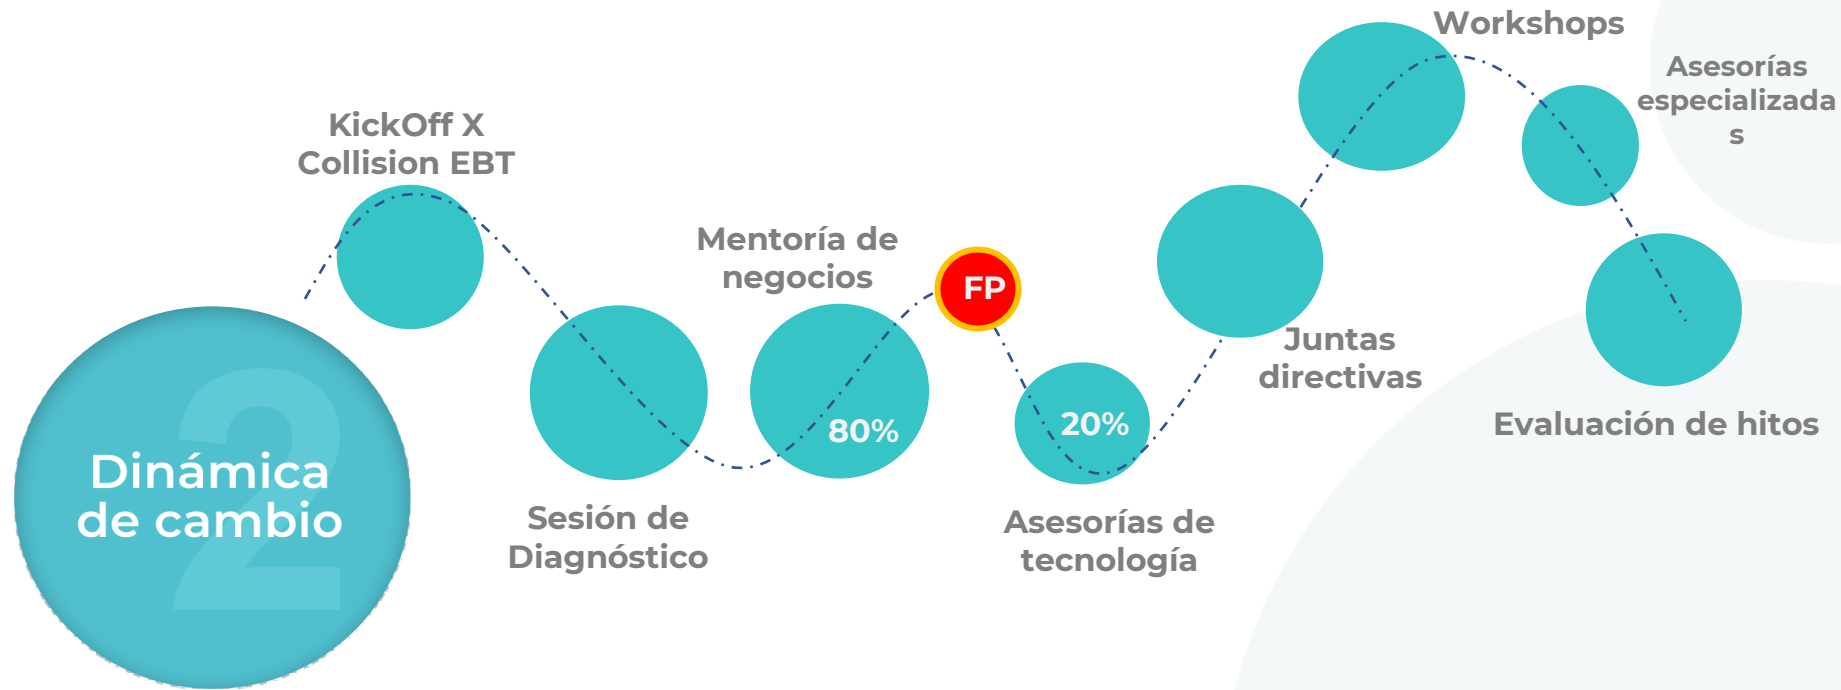 KickOff X
Collision EBT
Sesión de
Diagnóstico
Mentoría de
negocios
80%
FP
20%
Asesorías de
tecnología
Juntas
directivas
Workshops
Asesorías
especializada
s
Evaluación de hitos
2
Dinámica
de cambio